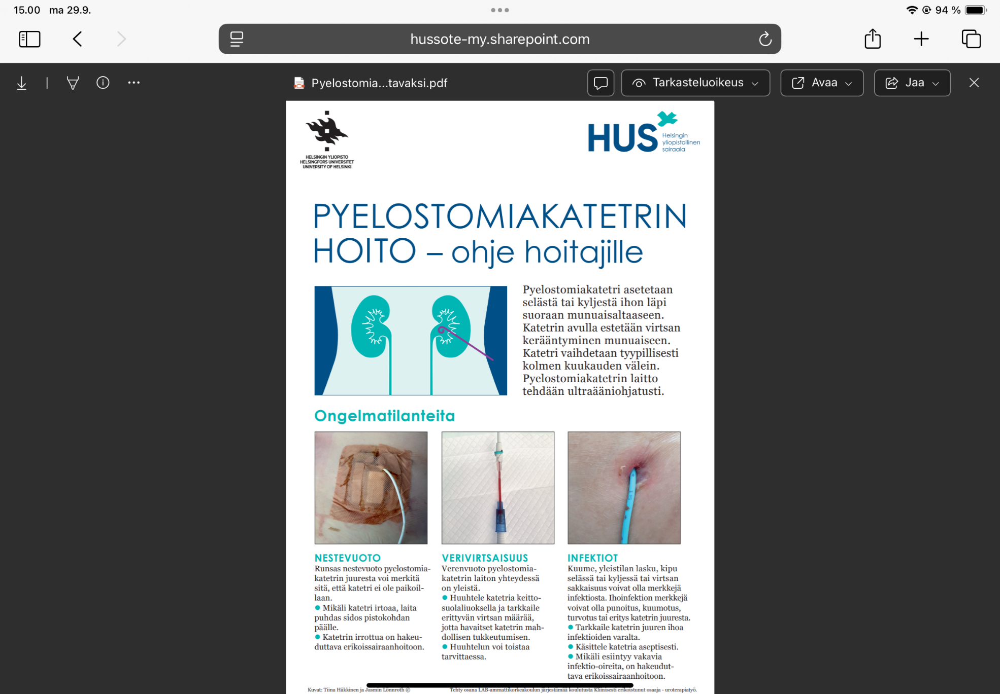 15.00 ma 29.9.
94 %
hussote-my.sharepoint.com
Pyelostomia...tavaksi.pdf
Tarkasteluoikeus
Avaa
Jaa
HELSINGIN YLIOPISTO
HELSINGFORS UNIVERSITET
UNIVERSITY OF HELSINKI
HUS
Helsingin
yliopistollinen
sairaala
PYELOSTOMIAKATETRIN
HOITO – ohje hoitajille
Pyelostomiakatetri asetetaan
selästä tai kyljestä ihon läpi
suoraan munuaisaltaaseen.
Katetrin avulla estetään virtsan
kerääntyminen munuaiseen.
Katetri vaihdetaan tyypillisesti
kolmen kuukauden välein.
Pyelostomiakatetrin laitto
tehdään ultraääniohjatusti.
Ongelmatilanteita
NESTEVUOTO
Runsas nestevuoto pyelostomia-
katetrin juuresta voi merkitä
sitä, että katetri ei ole paikoil-
laan.
● Mikäli katetri irtoaa, laita
puhdas sidos pistokohdan
päälle.
● Katetrin irrottua on hakeu-
duttava erikoissairaanhoitoon.
VERIVIRTSAISUUS
Verenvuoto pyelostomia-
katetrin laiton yhteydessä
on yleistä.
● Huuhtele katetria keitto-
suolaliuoksella ja tarkkaile
erittyvän virtsan määrää,
jotta havaitset katetrin mah-
dollisen tukkeutumisen.
● Huuhtelun voi toistaa
tarvittaessa.
INFEKTIOT
Kuume, yleistilan lasku, kipu
selässä tai kyljessä tai virtsan
sakkaisuus voivat olla merkkejä
infektiosta. Ihoinfektion merkkejä
voivat olla punoitus, kuumotus,
turvotus tai eritys katetrin juuresta.
● Tarkkaile katetrin juuren ihoa
infektioiden varalta.
● Käsittele katetria aseptisesti.
● Mikäli esiintyy vakavia
infektio-oireita, on hakeudut-
tava erikoissairaanhoitoon.
Kuvat: Tiina Häkkinen ja Jasmin Lönnroth ©
Tehty osana LAB-ammattikorkeakoulun järjestämää koulutusta Kliinisesti erikoistunut osaaja - uroterapiatyö.